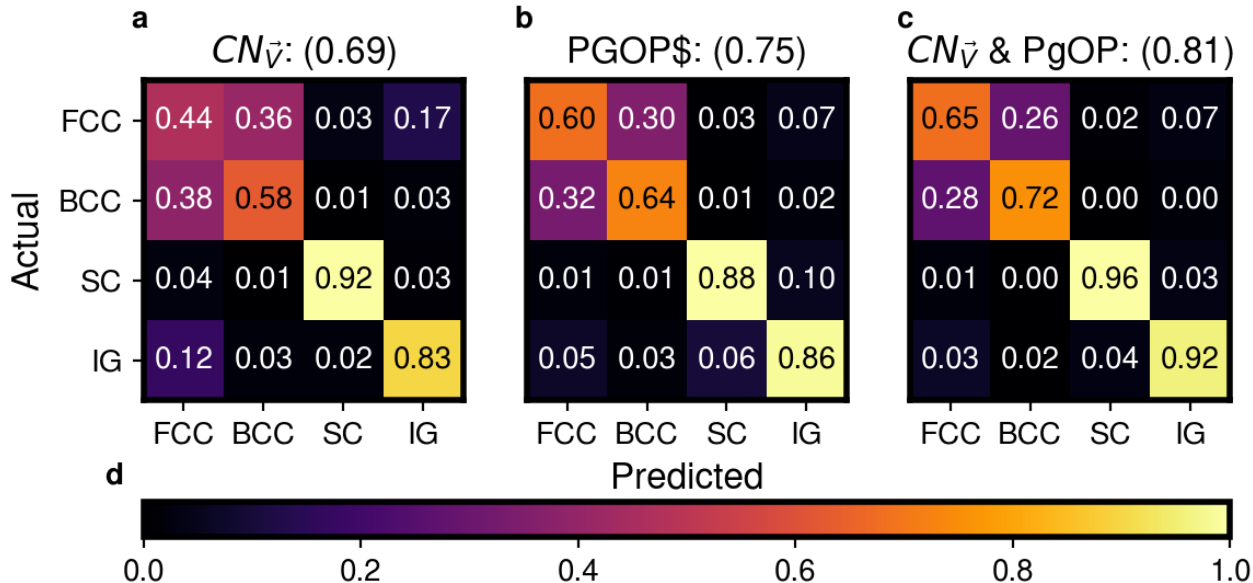 a b c
CN_V⃗: (0.69) PGOP$: (0.75) CN_V⃗ & PgOP: (0.81)
FCC 0.44 0.36 0.03 0.17 0.60 0.30 0.03 0.07 0.65 0.26 0.02 0.07
BCC 0.38 0.58 0.01 0.03 0.32 0.64 0.01 0.02 0.28 0.72 0.00 0.00
Actual
SC 0.04 0.01 0.92 0.03 0.01 0.01 0.88 0.10 0.01 0.00 0.96 0.03
IG 0.12 0.03 0.02 0.83 0.05 0.03 0.06 0.86 0.03 0.02 0.04 0.92
FCC BCC SC IG FCC BCC SC IG FCC BCC SC IG
Predicted
d
0.0 0.2 0.4 0.6 0.8 1.0